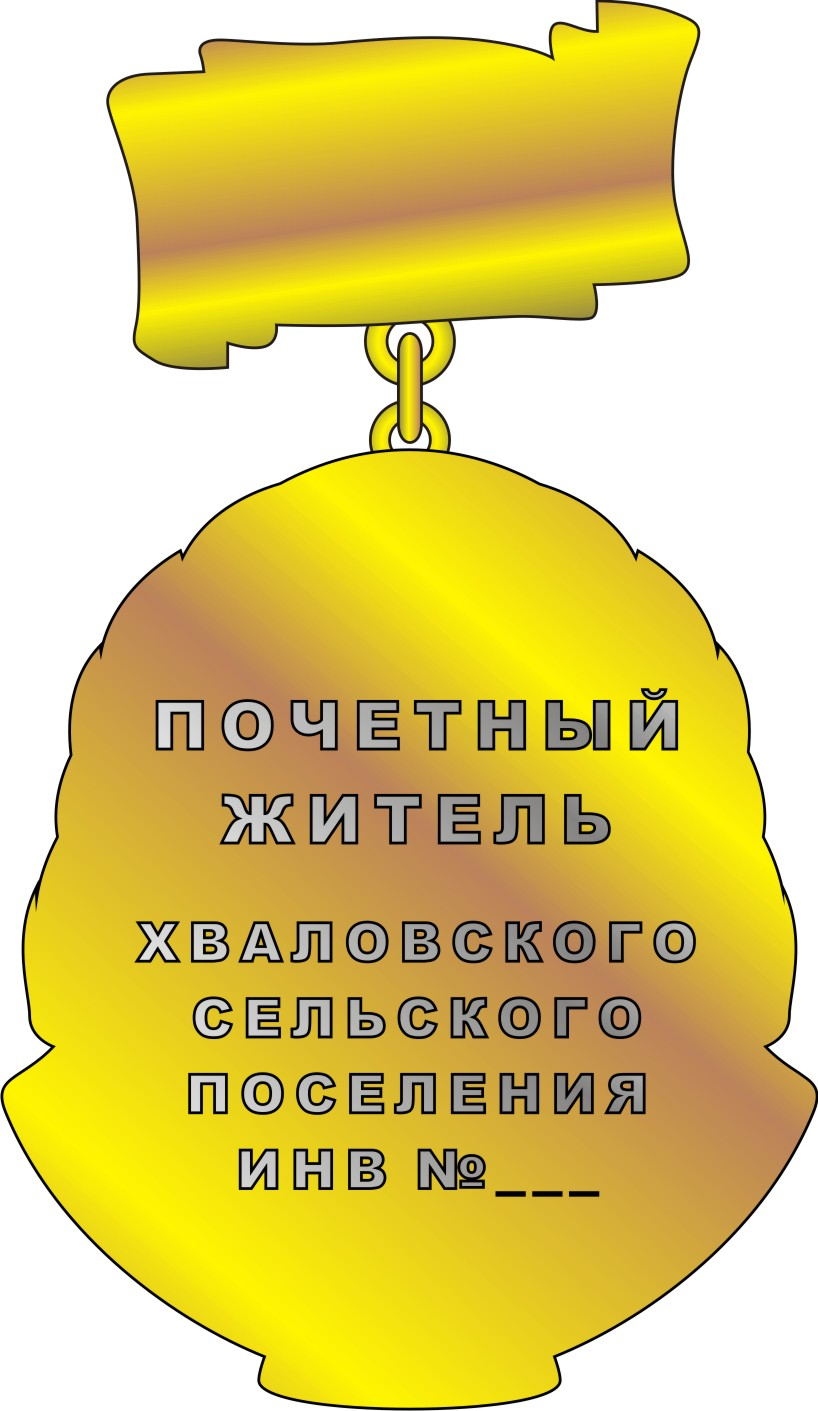 ПОЧЕТНЫЙ
ЖИТЕЛЬ
ХВАЛОВСКОГО
СЕЛЬСКОГО
ПОСЕЛЕНИЯ
ИНВ №___